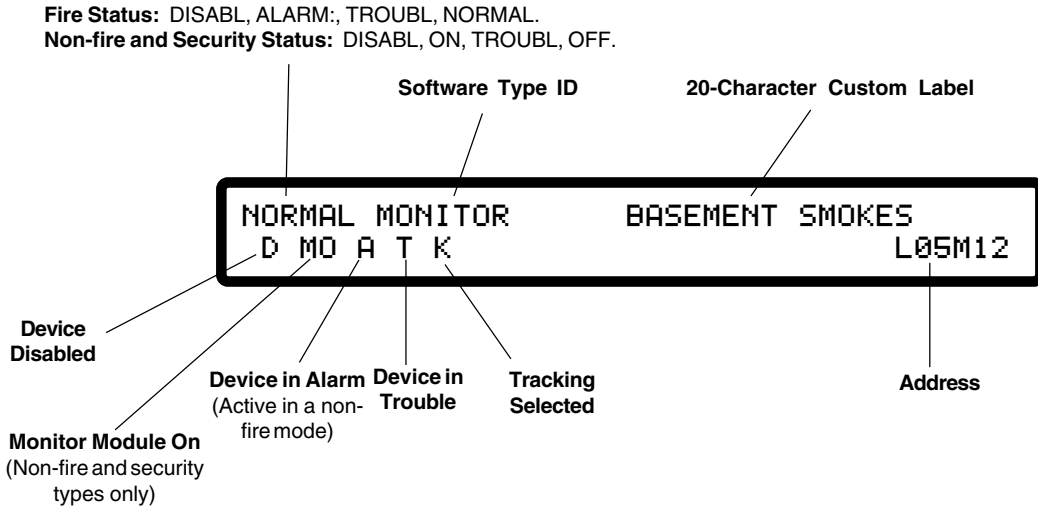 Fire Status: DISABL, ALARM:, TROUBL, NORMAL.
Non-fire and Security Status: DISABL, ON, TROUBL, OFF.
Software Type ID
20-Character Custom Label
NORMAL MONITOR BASEMENT SMOKES
D MO A T K L05M12
Device
Disabled
Device in Alarm
(Active in a non-
fire mode)
Device in
Trouble
Tracking
Selected
Address
Monitor Module On
(Non-fire and security
types only)